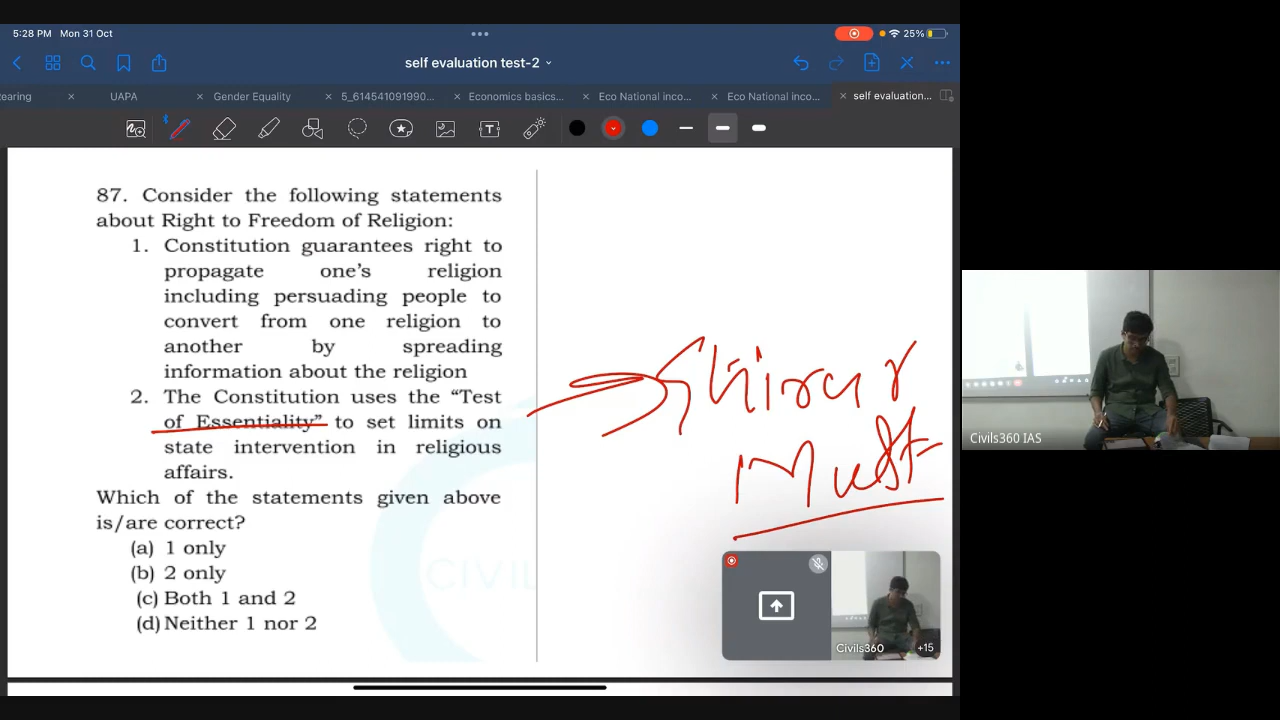 5:28 PM Mon 31 Oct
25%
self evaluation test-2
tearing
UAPA
Gender Equality
5_614541091990...
Economics basics...
Eco National inco...
Eco National inco...
self evaluation...
87. Consider the following statements
about Right to Freedom of Religion:
1. Constitution guarantees right to
propagate one's religion
including persuading people to
convert from one religion to
another by spreading
information about the religion
2. The Constitution uses the "Test
of Essentiality" to set limits on
state intervention in religious
affairs.
Which of the statements given above
is/are correct?
(a) 1 only
(b) 2 only
(c) Both 1 and 2
(d) Neither 1 nor 2
CIVIL
Civils360
+15
Civils360 IAS